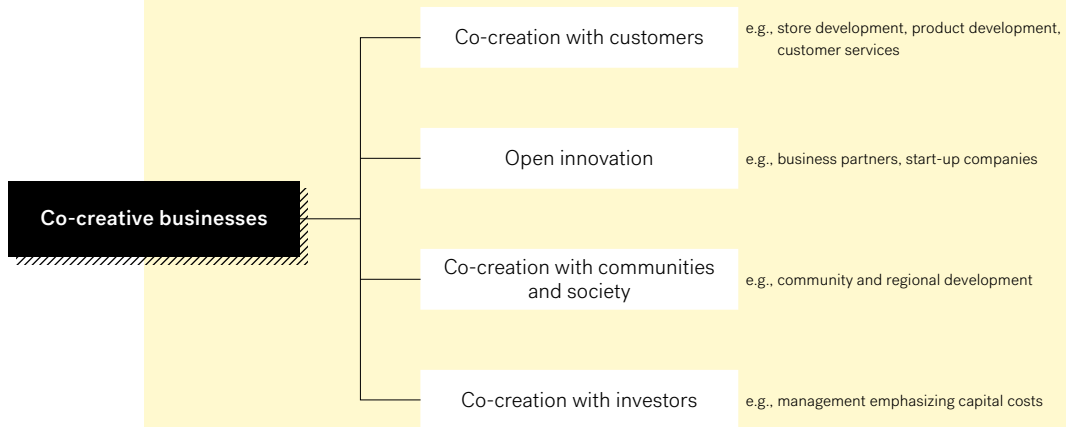 Co-creation with customers
e.g., store development, product development,
customer services
Open innovation
e.g., business partners, start-up companies
Co-creative businesses
Co-creation with communities
and society
e.g., community and regional development
Co-creation with investors
e.g., management emphasizing capital costs